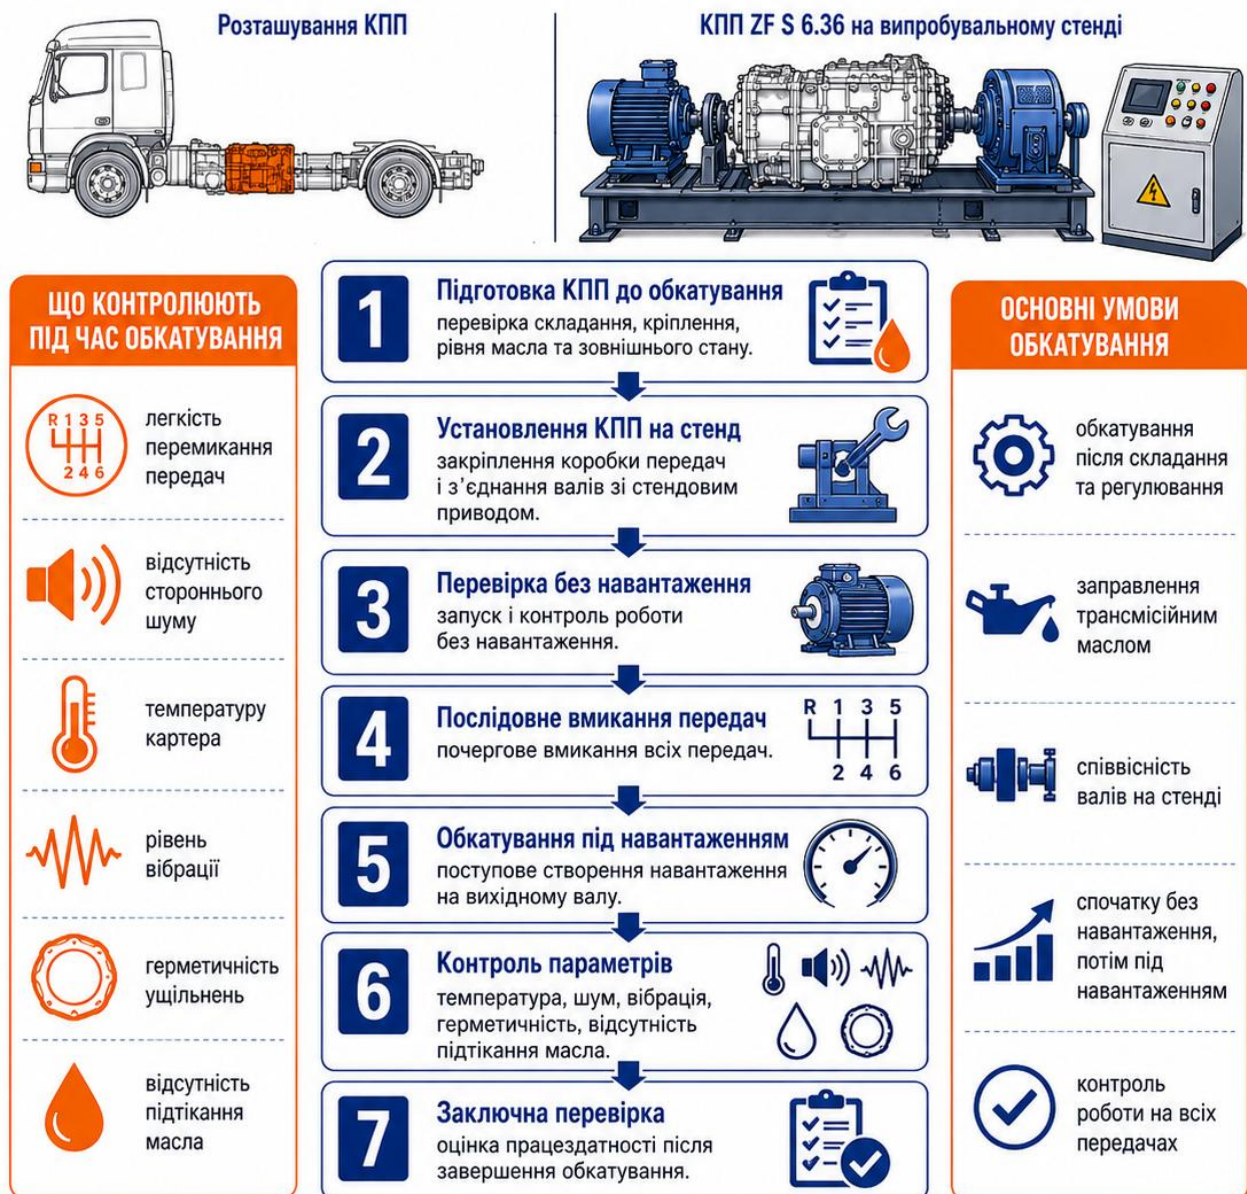 Розташування КПП
КПП ZF S 6.36 на випробувальному стенді
ЩО КОНТРОЛЮЮТЬ
ПІД ЧАС ОБКАТУВАННЯ
R 1 3 5
2 4 6
легкість
перемикання
передач
відсутність
стороннього
шуму
температуру
картера
рівень
вібрації
герметичність
ущільнень
відсутність
підтікання
масла
1
Підготовка КПП до обкатування
перевірка складання, кріплення,
рівня масла та зовнішнього стану.
2
Установлення КПП на стенд
закріплення коробки передач
і з’єднання валів зі стендовим
приводом.
3
Перевірка без навантаження
запуск і контроль роботи
без навантаження.
4
Послідовне вмикання передач
почергове вмикання всіх передач.
R 1 3 5
2 4 6
5
Обкатування під навантаженням
поступове створення навантаження
на вихідному валу.
6
Контроль параметрів
температура, шум, вібрація,
герметичність, відсутність
підтікання масла.
7
Заключна перевірка
оцінка працездатності після
завершення обкатування.
ОСНОВНІ УМОВИ
ОБКАТУВАННЯ
обкатування
після складання
та регулювання
заправлення
трансмісійним
маслом
співвісність
валів на стенді
спочатку без
навантаження,
потім під
навантаженням
контроль
роботи на всіх
передачах